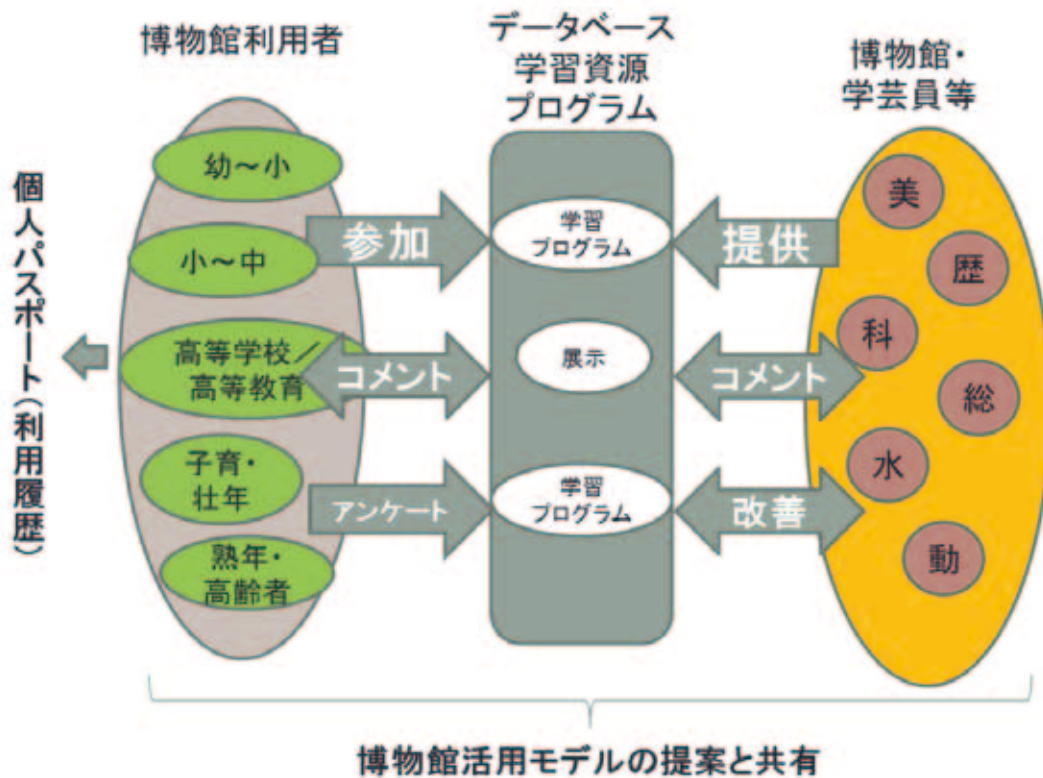 博物館利用者
データベース
学習資源
プログラム
博物館・
学芸員等
個人パスポート(利用履歴)
幼～小
小～中
高等学校／
高等教育
子育・
壮年
熟年・
高齢者
参加
コメント
アンケート
学習
プログラム
展示
学習
プログラム
提供
コメント
改善
美
歴
科
総
水
動
博物館活用モデルの提案と共有